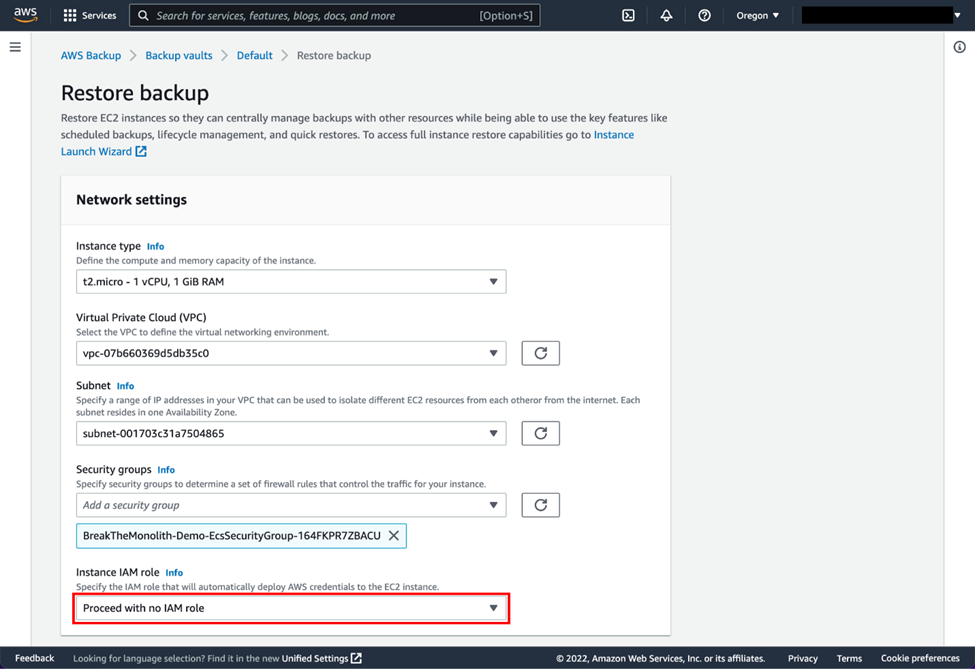 aws Services Search for services, features, blogs, docs, and more [Option+S] Oregon
AWS Backup Backup vaults Default Restore backup
Restore backup
Restore EC2 instances so they can centrally manage backups with other resources while being able to use the key features like
scheduled backups, lifecycle management, and quick restores. To access full instance restore capabilities go to Instance
Launch Wizard
Network settings
Instance type Info
Define the compute and memory capacity of the instance.
t2.micro - 1 vCPU, 1 GiB RAM
Virtual Private Cloud (VPC)
Select the VPC to define the virtual networking environment.
vpc-07b660369d5db35c0
Subnet Info
Specify a range of IP addresses in your VPC that can be used to isolate different EC2 resources from each otheror from the internet. Each
subnet resides in one Availability Zone.
subnet-001703c31a7504865
Security groups Info
Specify security groups to determine a set of firewall rules that control the traffic for your instance.
Add a security group
BreakTheMonolith-Demo-EcsSecurityGroup-164FKPR7ZBACU
Instance IAM role Info
Specify the IAM role that will automatically deploy AWS credentials to the EC2 instance.
Proceed with no IAM role
Feedback Looking for language selection? Find it in the new Unified Settings © 2022, Amazon Web Services, Inc. or its affiliates. Privacy Terms Cookie preferences